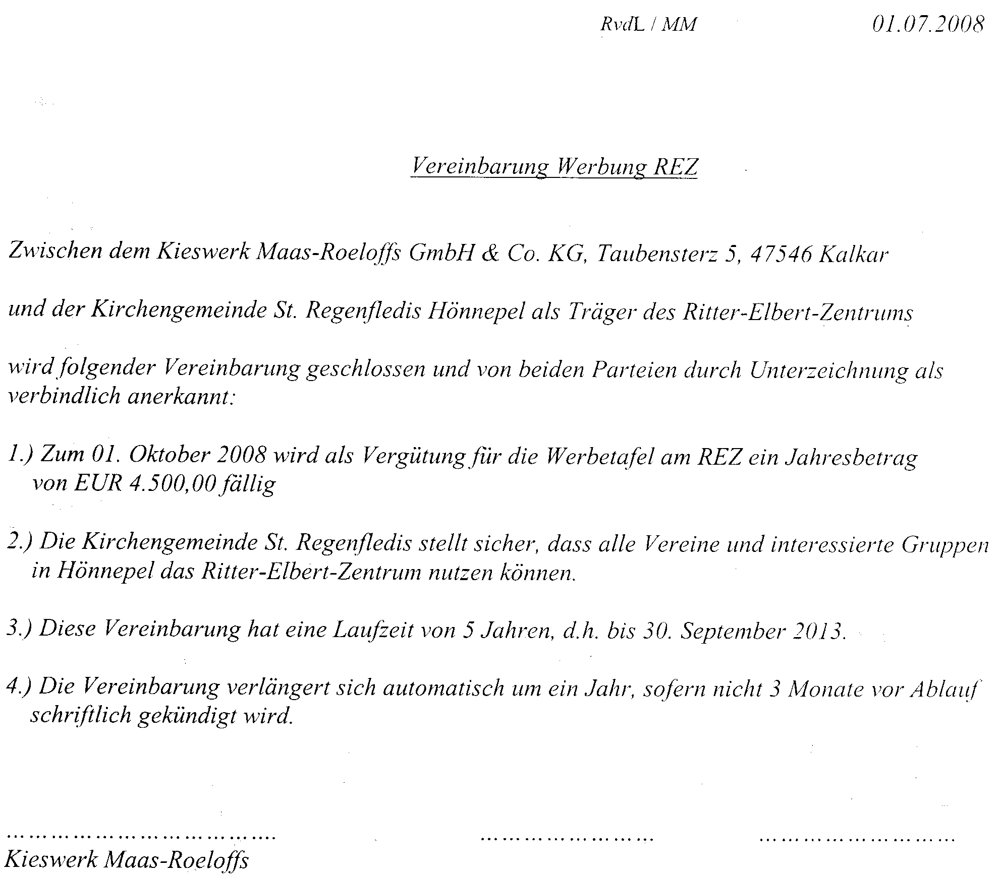 RvdL / MM 01.07.2008
Vereinbarung Werbung REZ
Zwischen dem Kieswerk Maas-Roeloffs GmbH & Co. KG, Taubensterz 5, 47546 Kalkar
und der Kirchengemeinde St. Regenfledis Hönnepel als Träger des Ritter-Elbert-Zentrums
wird folgender Vereinbarung geschlossen und von beiden Parteien durch Unterzeichnung als
verbindlich anerkannt:
1.) Zum 01. Oktober 2008 wird als Vergütung für die Werbetafel am REZ ein Jahresbetrag
von EUR 4.500,00 fällig
2.) Die Kirchengemeinde St. Regenfledis stellt sicher, dass alle Vereine und interessierte Gruppen
in Hönnepel das Ritter-Elbert-Zentrum nutzen können.
3.) Diese Vereinbarung hat eine Laufzeit von 5 Jahren, d.h. bis 30. September 2013.
4.) Die Vereinbarung verlängert sich automatisch um ein Jahr, sofern nicht 3 Monate vor Ablauf
schriftlich gekündigt wird.
Kieswerk Maas-Roeloffs